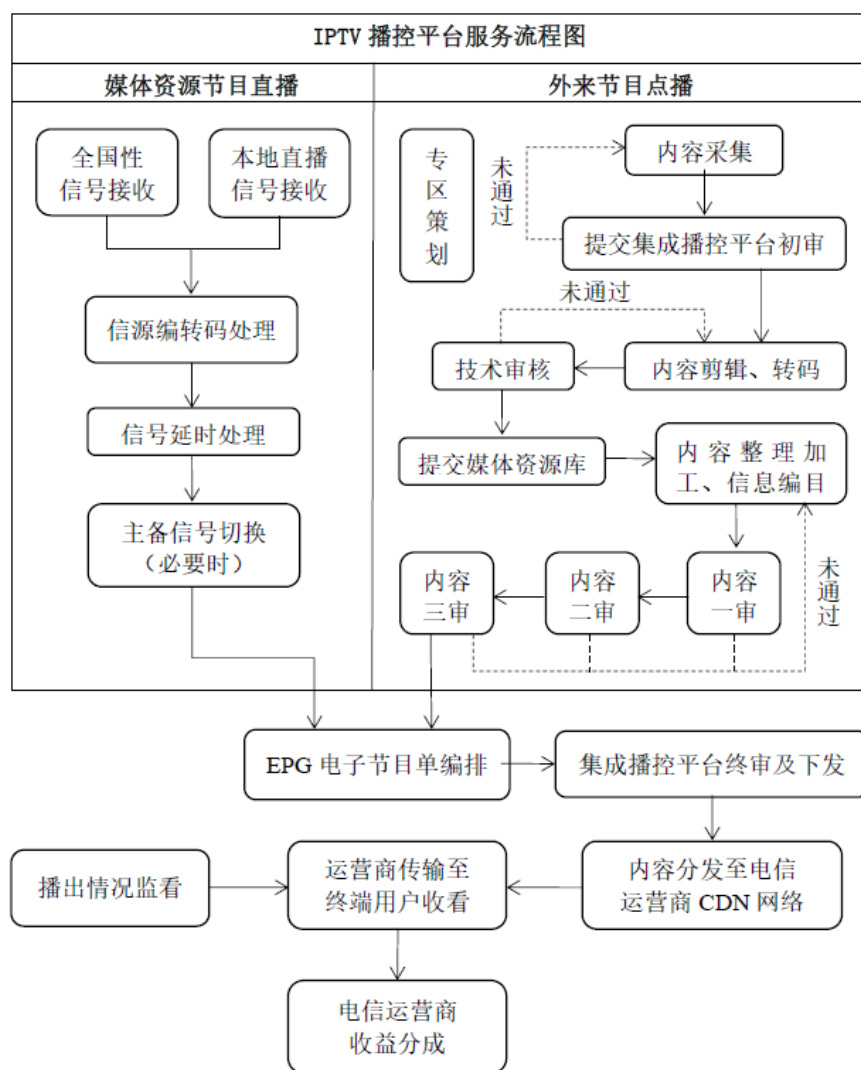 IPTV 播控平台服务流程图
媒体资源节目直播
外来节目点播
全国性
信号接收
本地直播
信号接收
信源编转码处理
信号延时处理
主备信号切换
（必要时）
专区策划
未通过
内容采集
提交集成播控平台初审
未通过
技术审核
内容剪辑、转码
提交媒体资源库
内容整理加
工、信息编目
内容
三审
内容
二审
内容
一审
未通过
EPG 电子节目单编排
集成播控平台终审及下发
播出情况监看
运营商传输至
终端用户收看
内容分发至电信
运营商 CDN 网络
电信运营商
收益分成